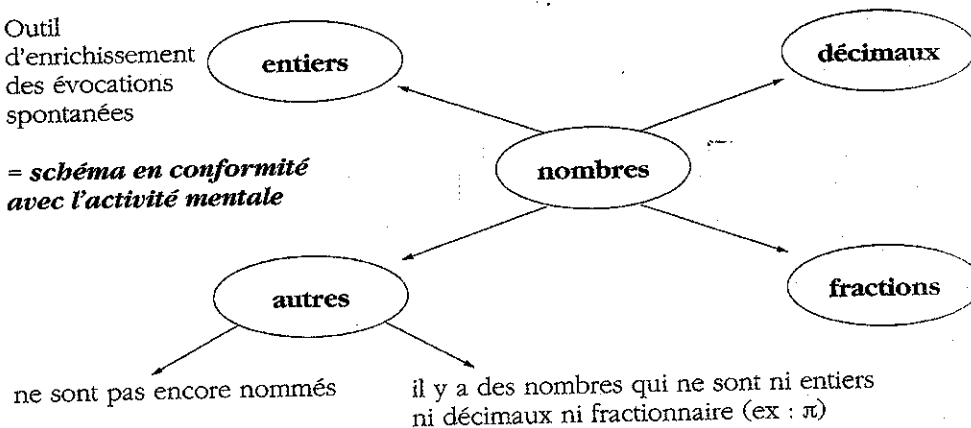 Outil
d'enrichissement
des évocations
spontanées
= schéma en conformité
avec l'activité mentale
entiers
décimaux
nombres
autres
fractions
ne sont pas encore nommés
il y a des nombres qui ne sont ni entiers
ni décimaux ni fractionnaire (ex : π)